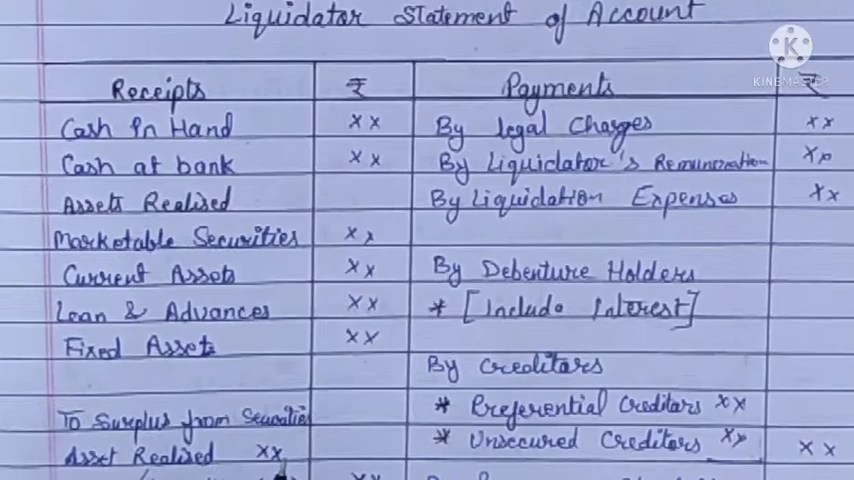 Liquidator Statement of Account
KINEMASTER
Receipts ₹ Payments ₹
Cash In Hand xx By legal Charges xx
Cash at bank xx By Liquidator's Remuneration xx
Assets Realised By Liquidation Expenses xx
Marketable Securities xx
Current Assets xx By Debenture Holders
Loan & Advances xx * [Include Interest]
Fixed Assets xx
By Creditors
* Preferential Creditors xx
To Surplus from Securities
* Unsecured Creditors xx xx
Asset Realised xx
xx